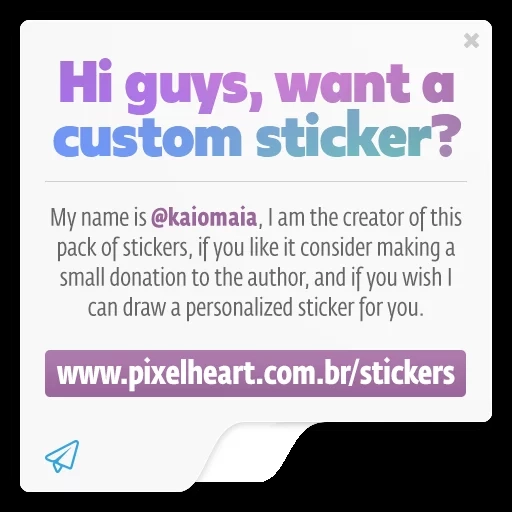 Hi guys, want a
custom sticker?
My name is @kaiomaia, I am the creator of this
pack of stickers, if you like it consider making a
small donation to the author, and if you wish I
can draw a personalized sticker for you.
www.pixelheart.com.br/stickers